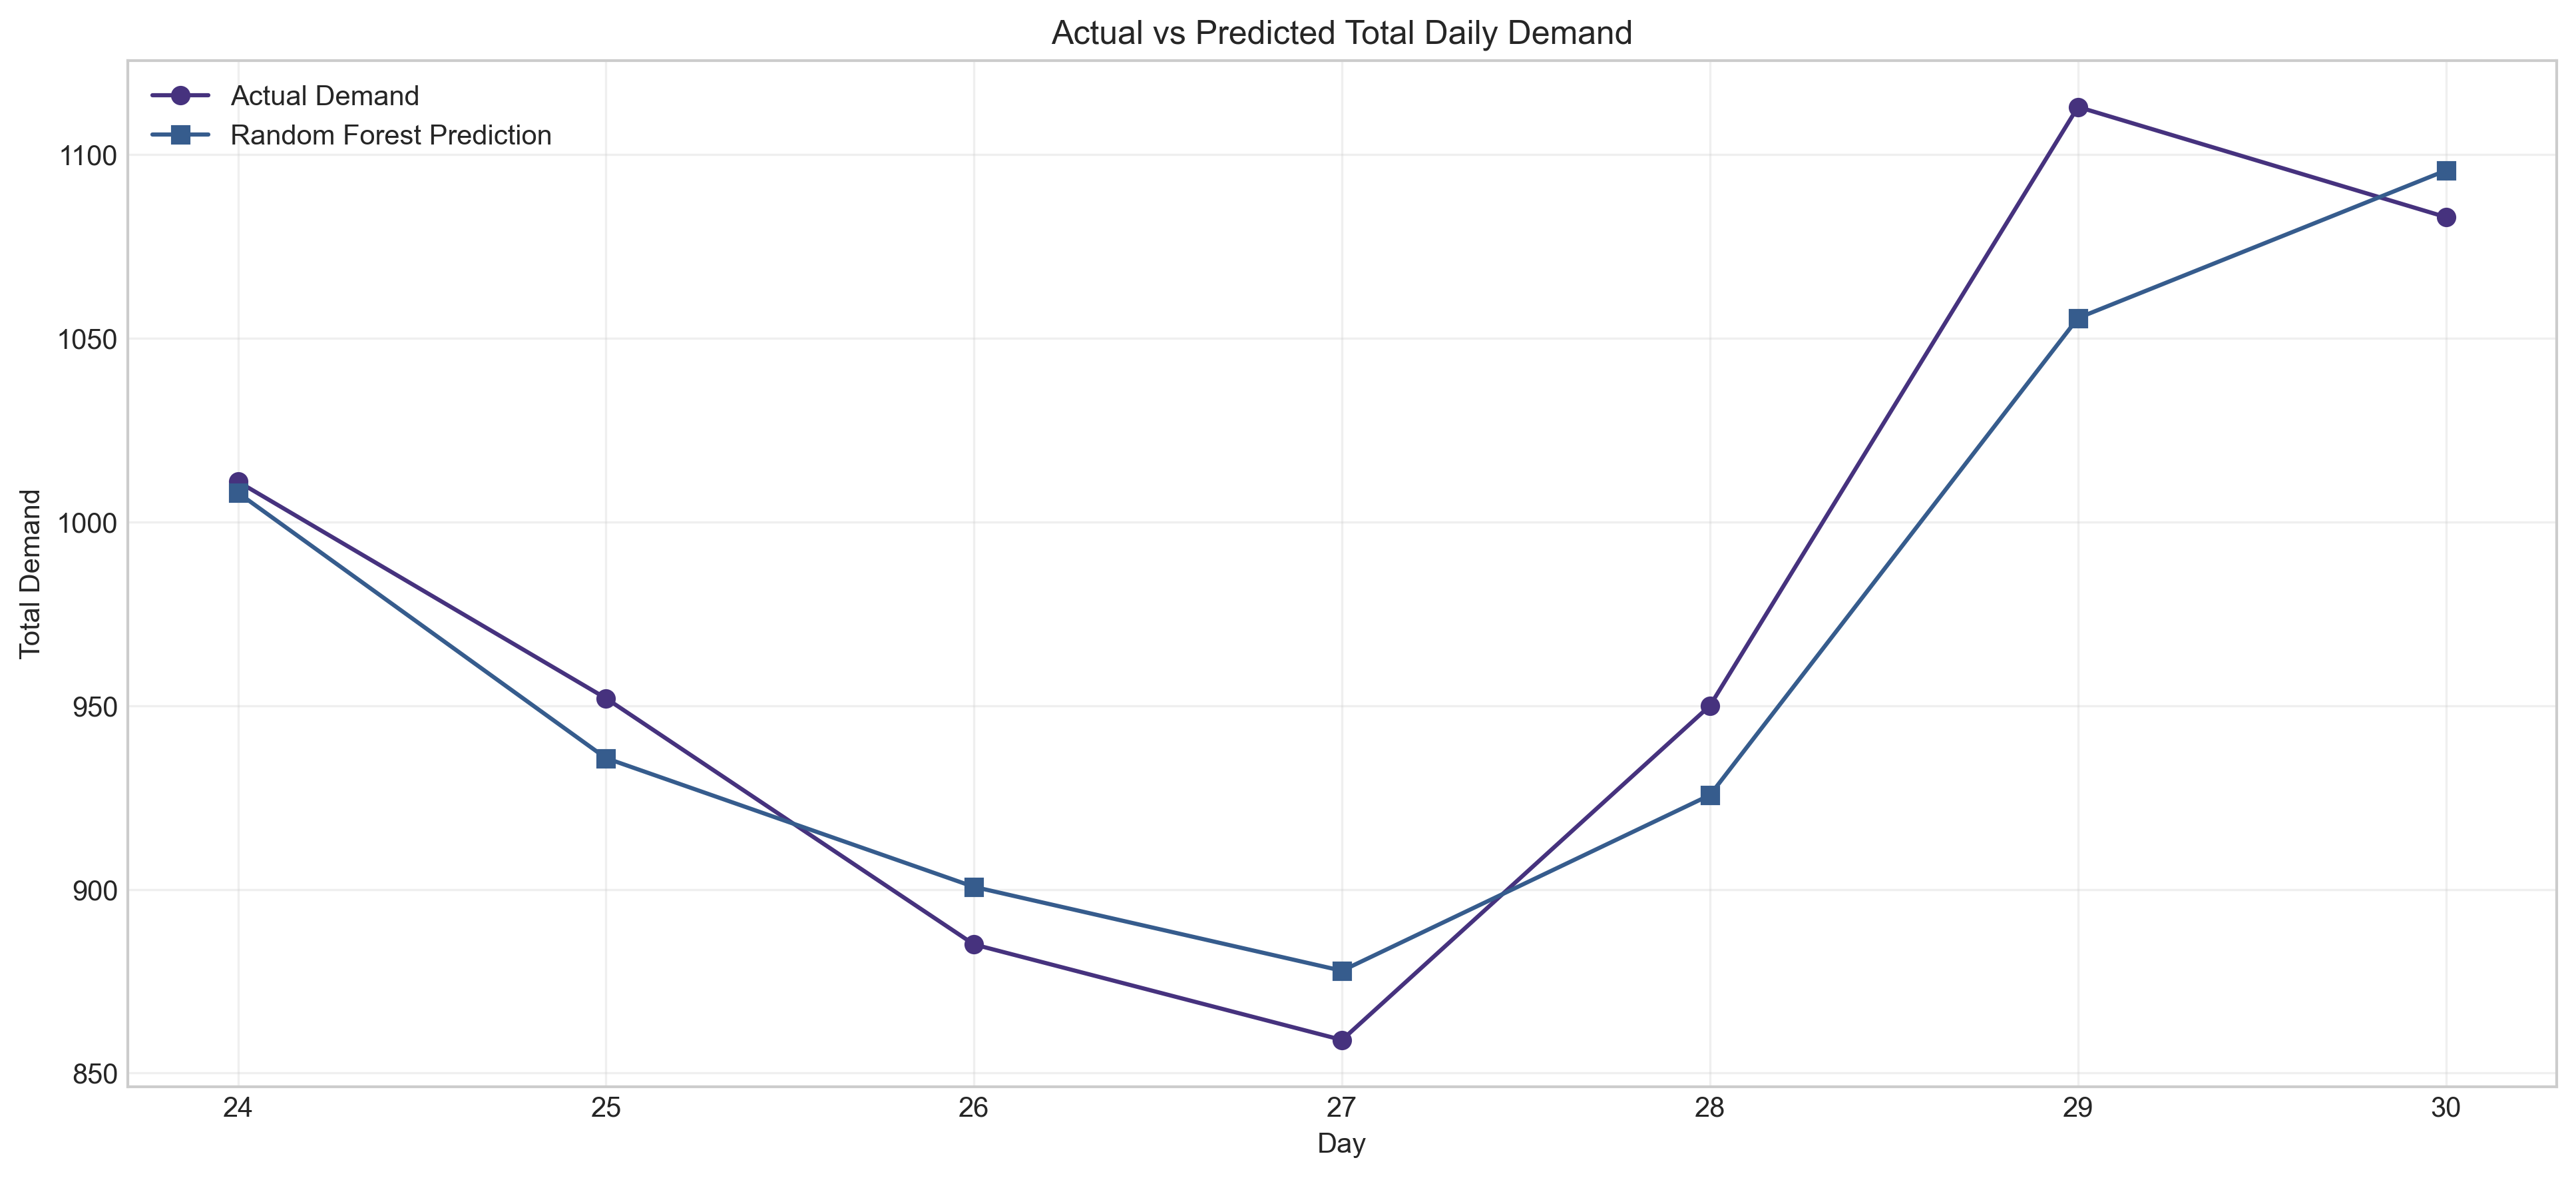 Actual vs Predicted Total Daily Demand
Actual Demand
Random Forest Prediction
1100
1050
1000
950
900
850
Total Demand
24 25 26 27 28 29 30
Day